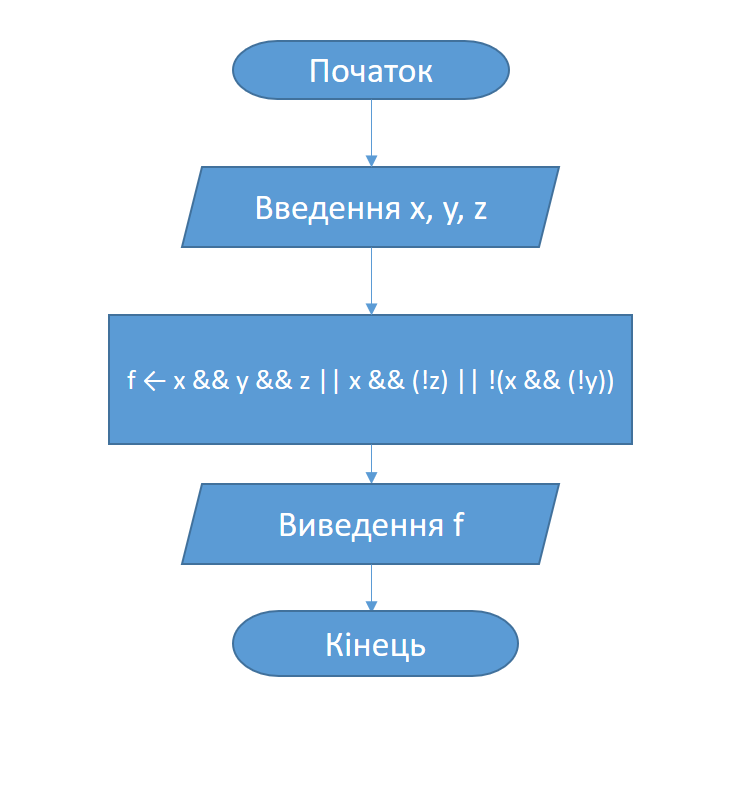 Початок
Введення x, y, z
f ← x && y && z || x && (!z) || !(x && (!y))
Виведення f
Кінець